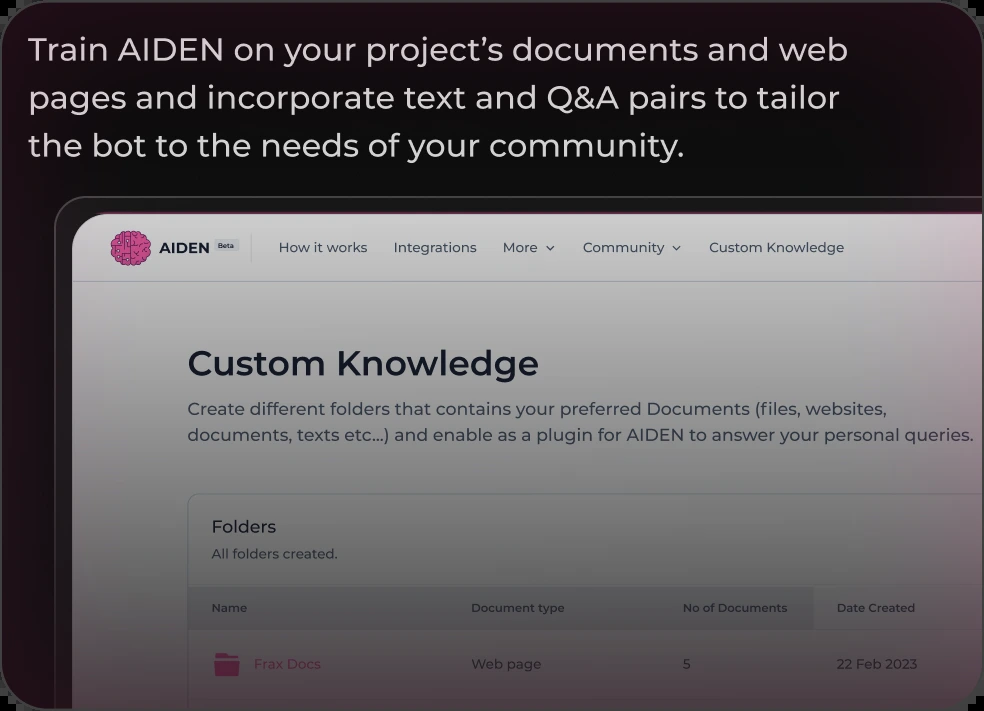 Train AIDEN on your project’s documents and web
pages and incorporate text and Q&A pairs to tailor
the bot to the needs of your community.
AIDEN Beta How it works Integrations More Community Custom Knowledge
Custom Knowledge
Create different folders that contains your preferred Documents (files, websites,
documents, texts etc...) and enable as a plugin for AIDEN to answer your personal queries.
Folders
All folders created.
Name Document type No of Documents Date Created
Frax Docs Web page 5 22 Feb 2023